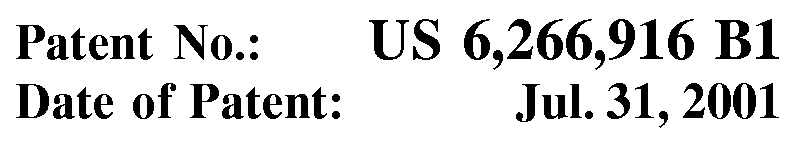 Patent No.: US 6,266,916 B1
Date of Patent: Jul. 31, 2001